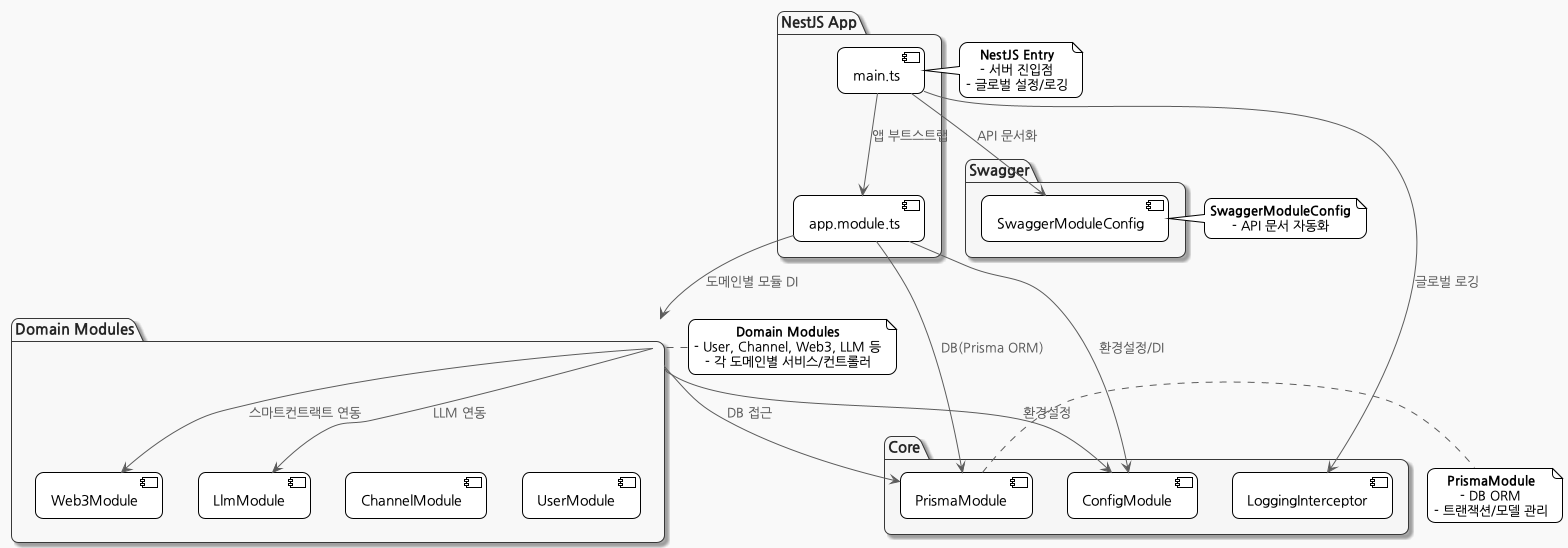 NestJS App
main.ts
NestJS Entry
- 서버 진입점
- 글로벌 설정/로깅
앱 부트스트랩
API 문서화
Swagger
app.module.ts
SwaggerModuleConfig
SwaggerModuleConfig
- API 문서 자동화
도메인별 모듈 DI
글로벌 로깅
Domain Modules
Domain Modules
- User, Channel, Web3, LLM 등
- 각 도메인별 서비스/컨트롤러
DB(Prisma ORM)
환경설정/DI
스마트컨트랙트 연동
LLM 연동
DB 접근
환경설정
Core
Web3Module
LlmModule
ChannelModule
UserModule
PrismaModule
ConfigModule
LoggingInterceptor
PrismaModule
- DB ORM
- 트랜잭션/모델 관리